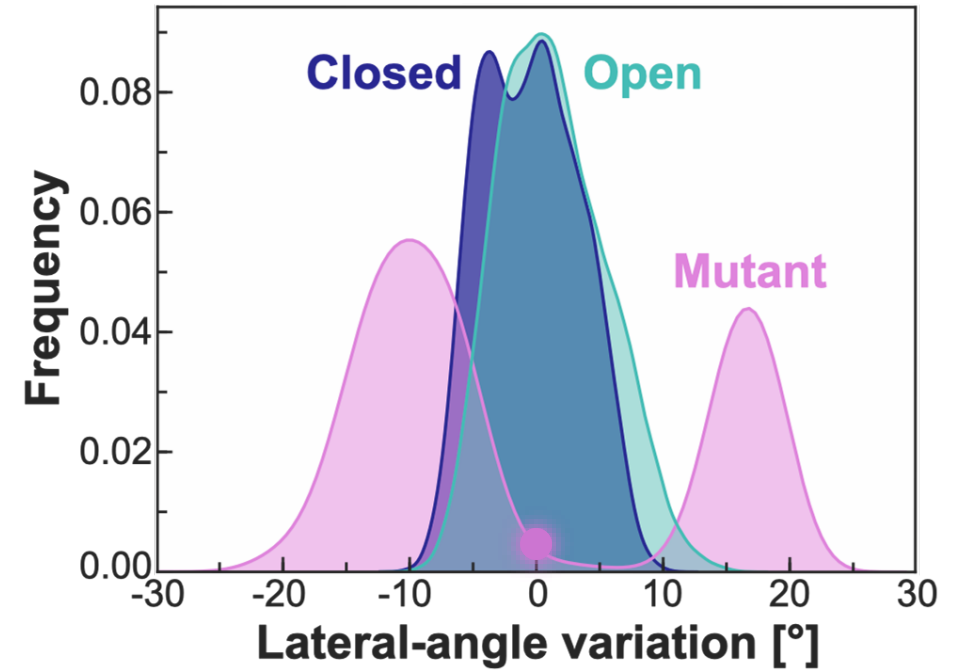 Closed
Open
Mutant
Frequency
0.08
0.06
0.04
0.02
0.00
-30
-20
-10
0
10
20
30
Lateral-angle variation [°]